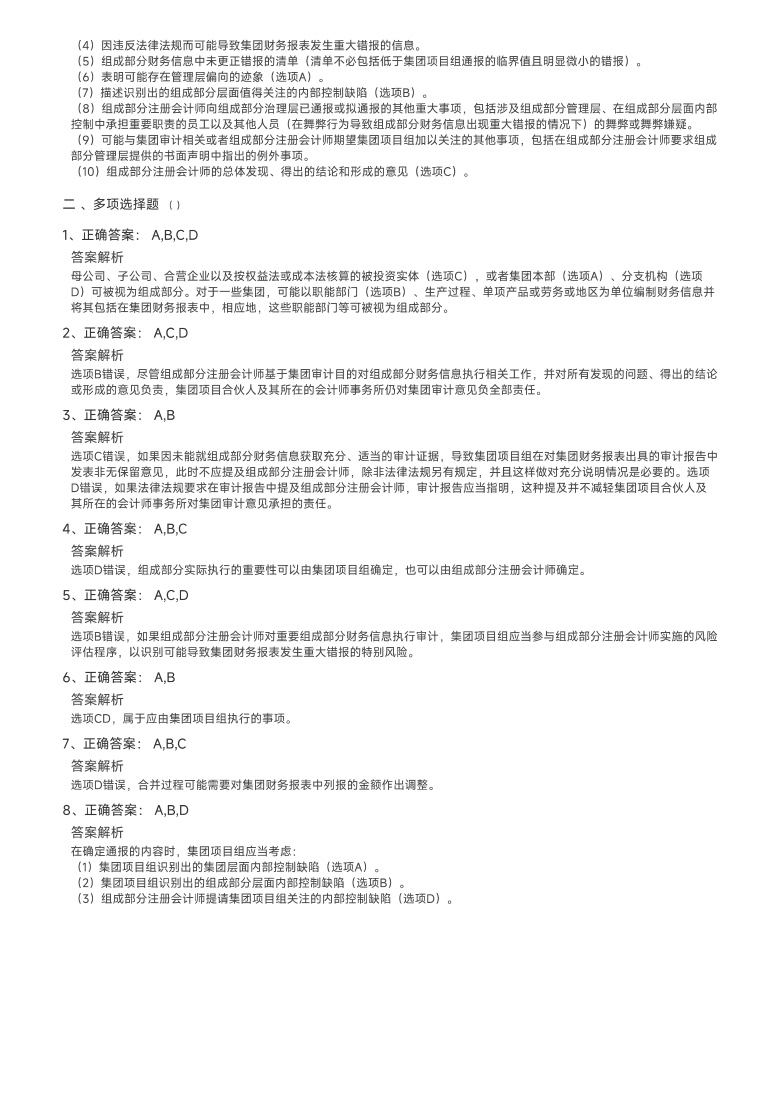 （4）因违反法律法规而可能导致集团财务报表发生重大错报的信息。
（5）组成部分财务信息中未更正错报的清单（清单不必包括低于集团项目组通报的临界值且明显微小的错报）。
（6）表明可能存在管理层偏向的迹象（选项A）。
（7）描述识别出的组成部分层面值得关注的内部控制缺陷（选项B）。
（8）组成部分注册会计师向组成部分治理层已通报或拟通报的其他重大事项，包括涉及组成部分管理层、在组成部分层面内部
控制中承担重要职责的员工以及其他人员（在舞弊行为导致组成部分财务信息出现重大错报的情况下）的舞弊或舞弊嫌疑。
（9）可能与集团审计相关或者组成部分注册会计师期望集团项目组加以关注的其他事项，包括在组成部分注册会计师要求组成
部分管理层提供的书面声明中指出的例外事项。
（10）组成部分注册会计师的总体发现、得出的结论和形成的意见（选项C）。
二 、多项选择题 （ ）
1、正确答案： A,B,C,D
答案解析
母公司、子公司、合营企业以及按权益法或成本法核算的被投资实体（选项C），或者集团本部（选项A）、分支机构（选项
D）可被视为组成部分。对于一些集团，可能以职能部门（选项B）、生产过程、单项产品或劳务或地区为单位编制财务信息并
将其包括在集团财务报表中，相应地，这些职能部门等可被视为组成部分。
2、正确答案： A,C,D
答案解析
选项B错误，尽管组成部分注册会计师基于集团审计目的对组成部分财务信息执行相关工作，并对所有发现的问题、得出的结论
或形成的意见负责，集团项目合伙人及其所在的会计师事务所仍对集团审计意见负全部责任。
3、正确答案： A,B
答案解析
选项C错误，如果因未能就组成部分财务信息获取充分、适当的审计证据，导致集团项目组在对集团财务报表出具的审计报告中
发表非无保留意见，此时不应提及组成部分注册会计师，除非法律法规另有规定，并且这样做对充分说明情况是必要的。选项
D错误，如果法律法规要求在审计报告中提及组成部分注册会计师，审计报告应当指明，这种提及并不减轻集团项目合伙人及
其所在的会计师事务所对集团审计意见承担的责任。
4、正确答案： A,B,C
答案解析
选项D错误，组成部分实际执行的重要性可以由集团项目组确定，也可以由组成部分注册会计师确定。
5、正确答案： A,C,D
答案解析
选项B错误，如果组成部分注册会计师对重要组成部分财务信息执行审计，集团项目组应当参与组成部分注册会计师实施的风险
评估程序，以识别可能导致集团财务报表发生重大错报的特别风险。
6、正确答案： A,B
答案解析
选项CD，属于应由集团项目组执行的事项。
7、正确答案： A,B,C
答案解析
选项D错误，合并过程可能需要对集团财务报表中列报的金额作出调整。
8、正确答案： A,B,D
答案解析
在确定通报的内容时，集团项目组应当考虑：
（1）集团项目组识别出的集团层面内部控制缺陷（选项A）。
（2）集团项目组识别出的组成部分层面内部控制缺陷（选项B）。
（3）组成部分注册会计师提请集团项目组关注的内部控制缺陷（选项D）。